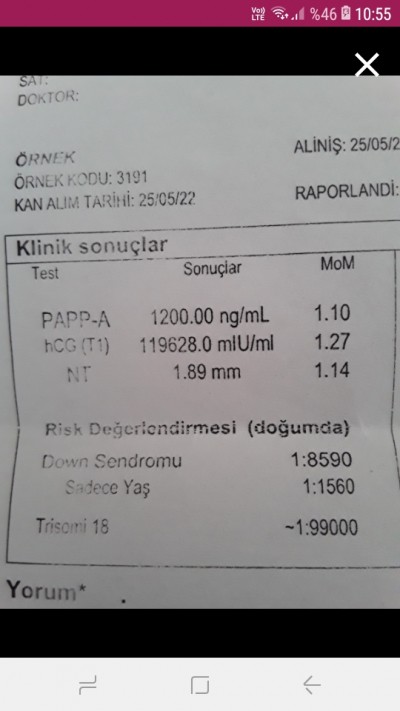 VoLTE %46 10:55
SAT:
DOKTOR:
ÖRNEK
ALINIŞ: 25/05/2
ÖRNEK KODU: 3191
KAN ALIM TARİHİ: 25/05/22
RAPORLANDI:
Klinik sonuçlar
Test Sonuçlar MoM
PAPP-A 1200.00 ng/mL 1.10
hCG (T1) 119628.0 mIU/ml 1.27
NT 1.89 mm 1.14
Risk Değerlendirmesi (doğumda)
Down Sendromu 1:8590
Sadece Yaş 1:1560
Trisomi 18 ~1:99000
Yorum*